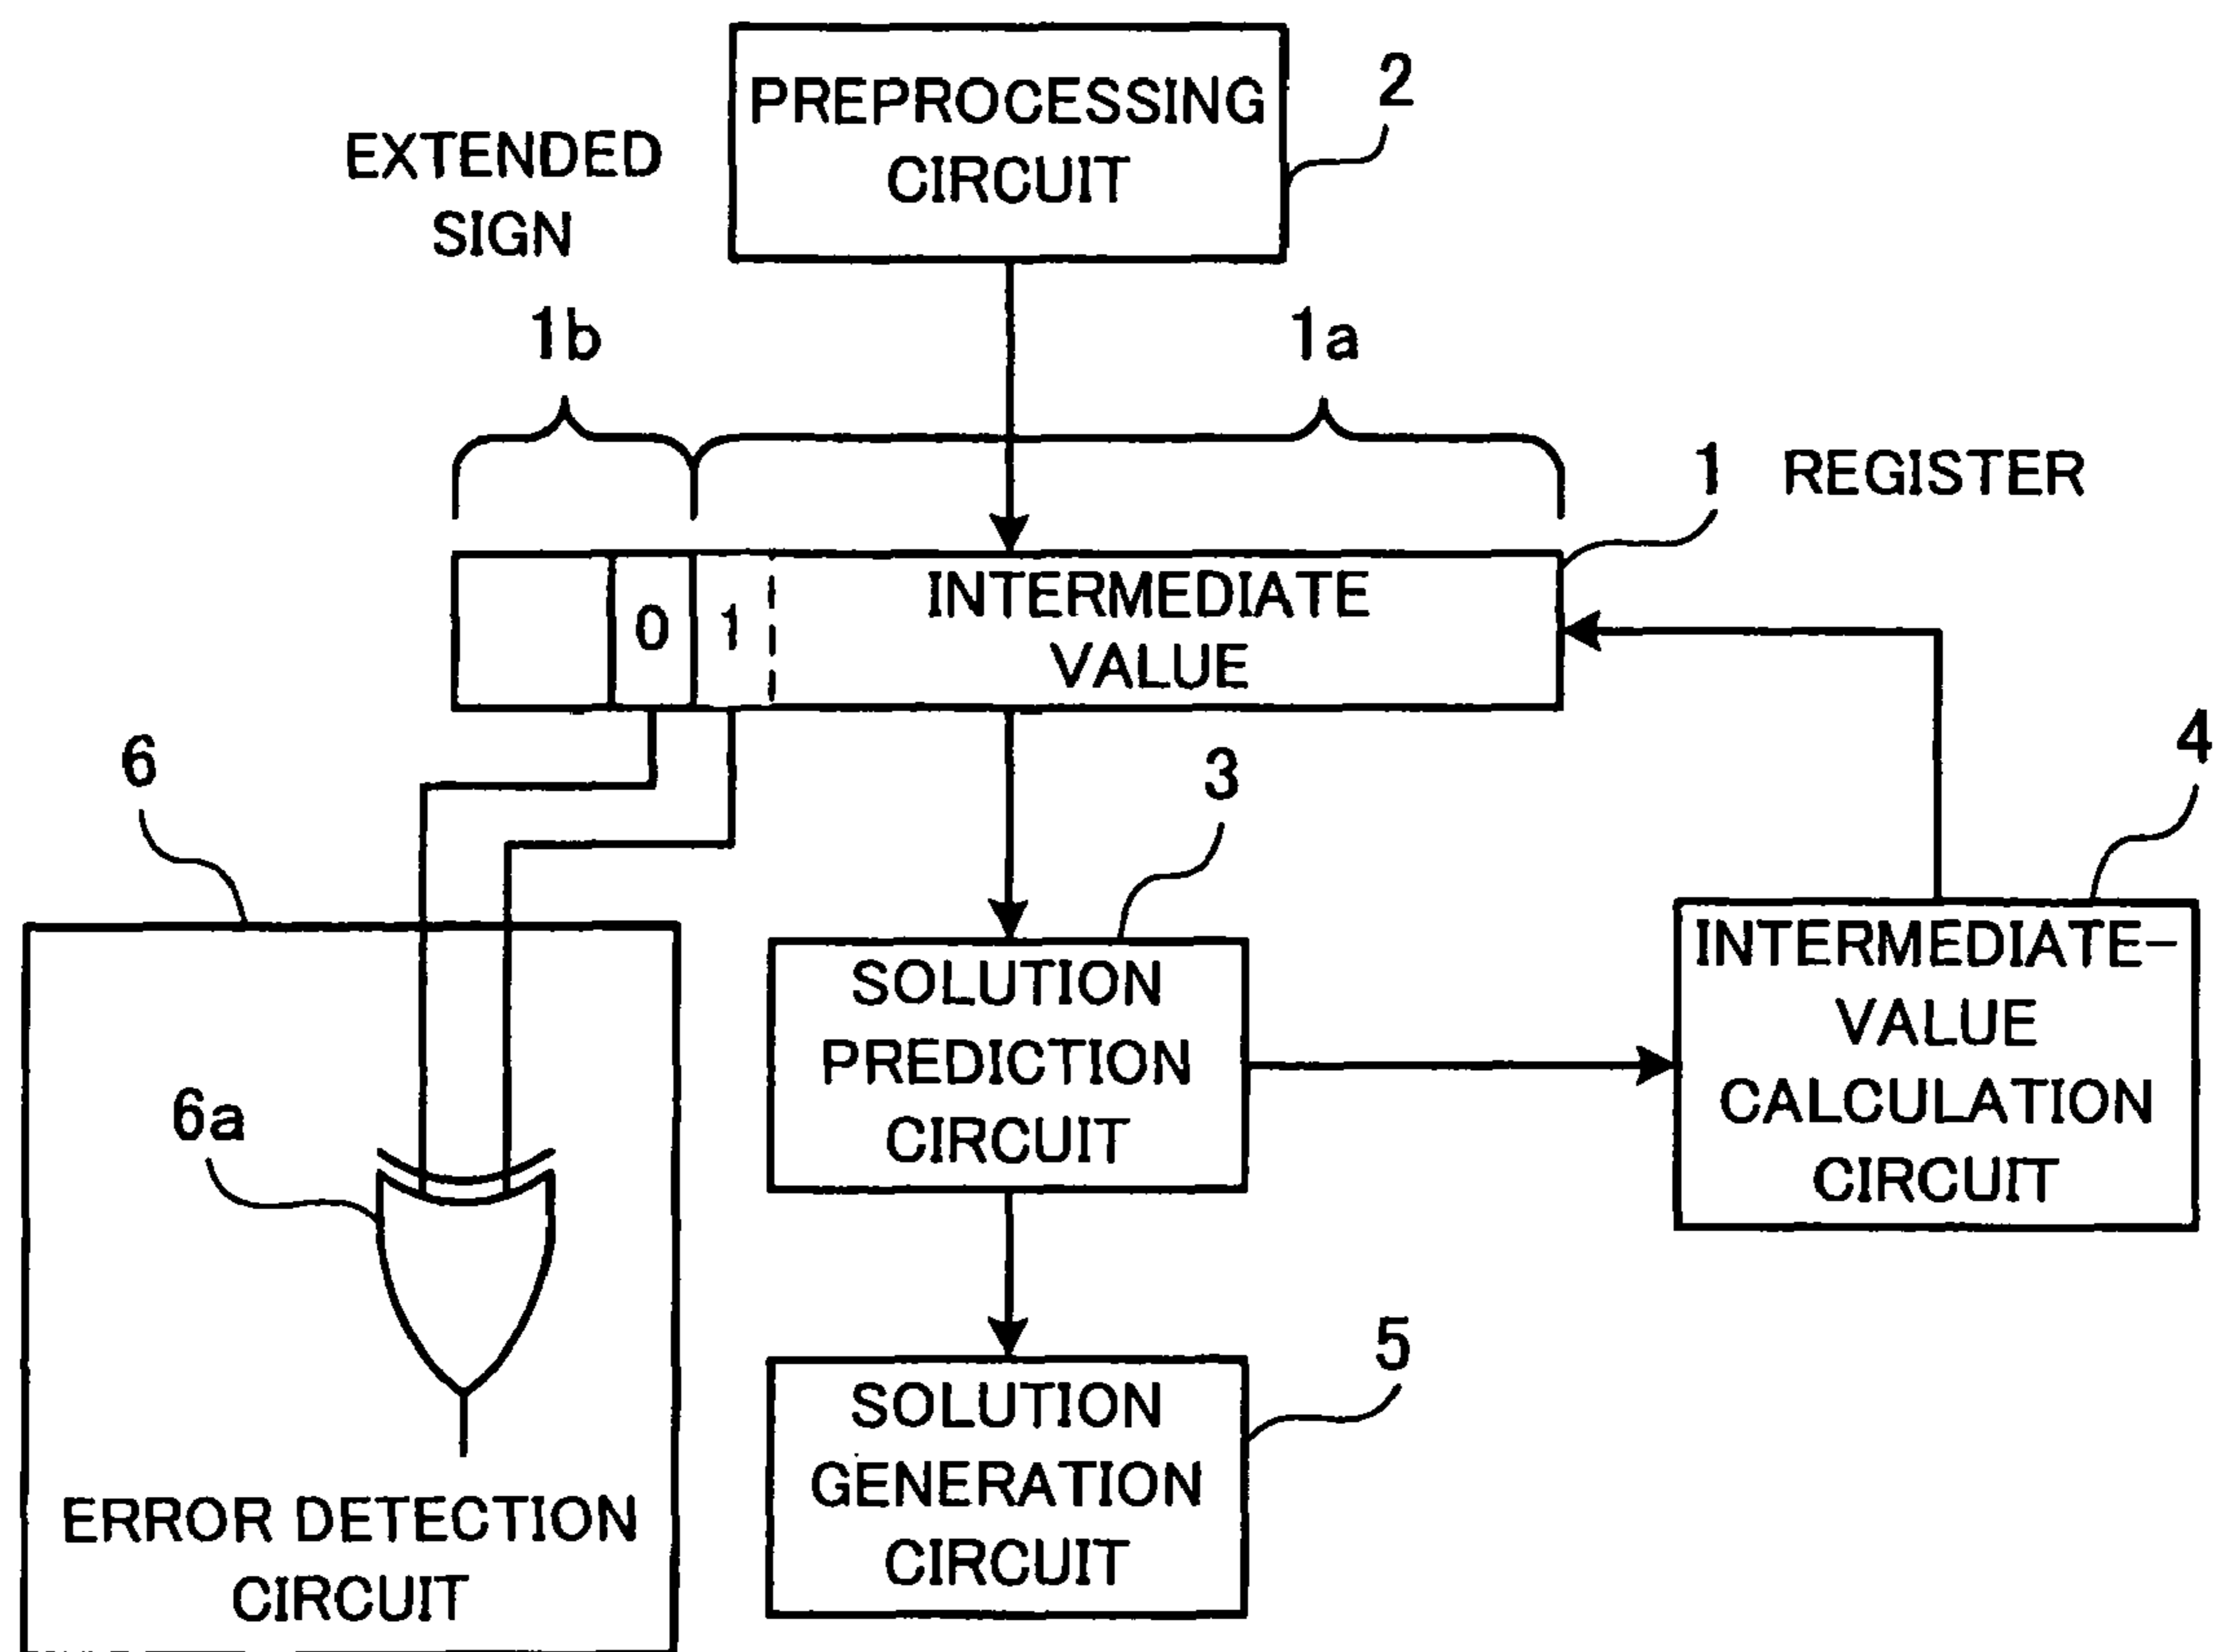 PREPROCESSING
CIRCUIT
2
EXTENDED
SIGN
1b
1a
1 REGISTER
0
1
INTERMEDIATE
VALUE
6
3
4
6a
SOLUTION
PREDICTION
CIRCUIT
INTERMEDIATE-
VALUE
CALCULATION
CIRCUIT
5
SOLUTION
GENERATION
CIRCUIT
ERROR DETECTION
CIRCUIT